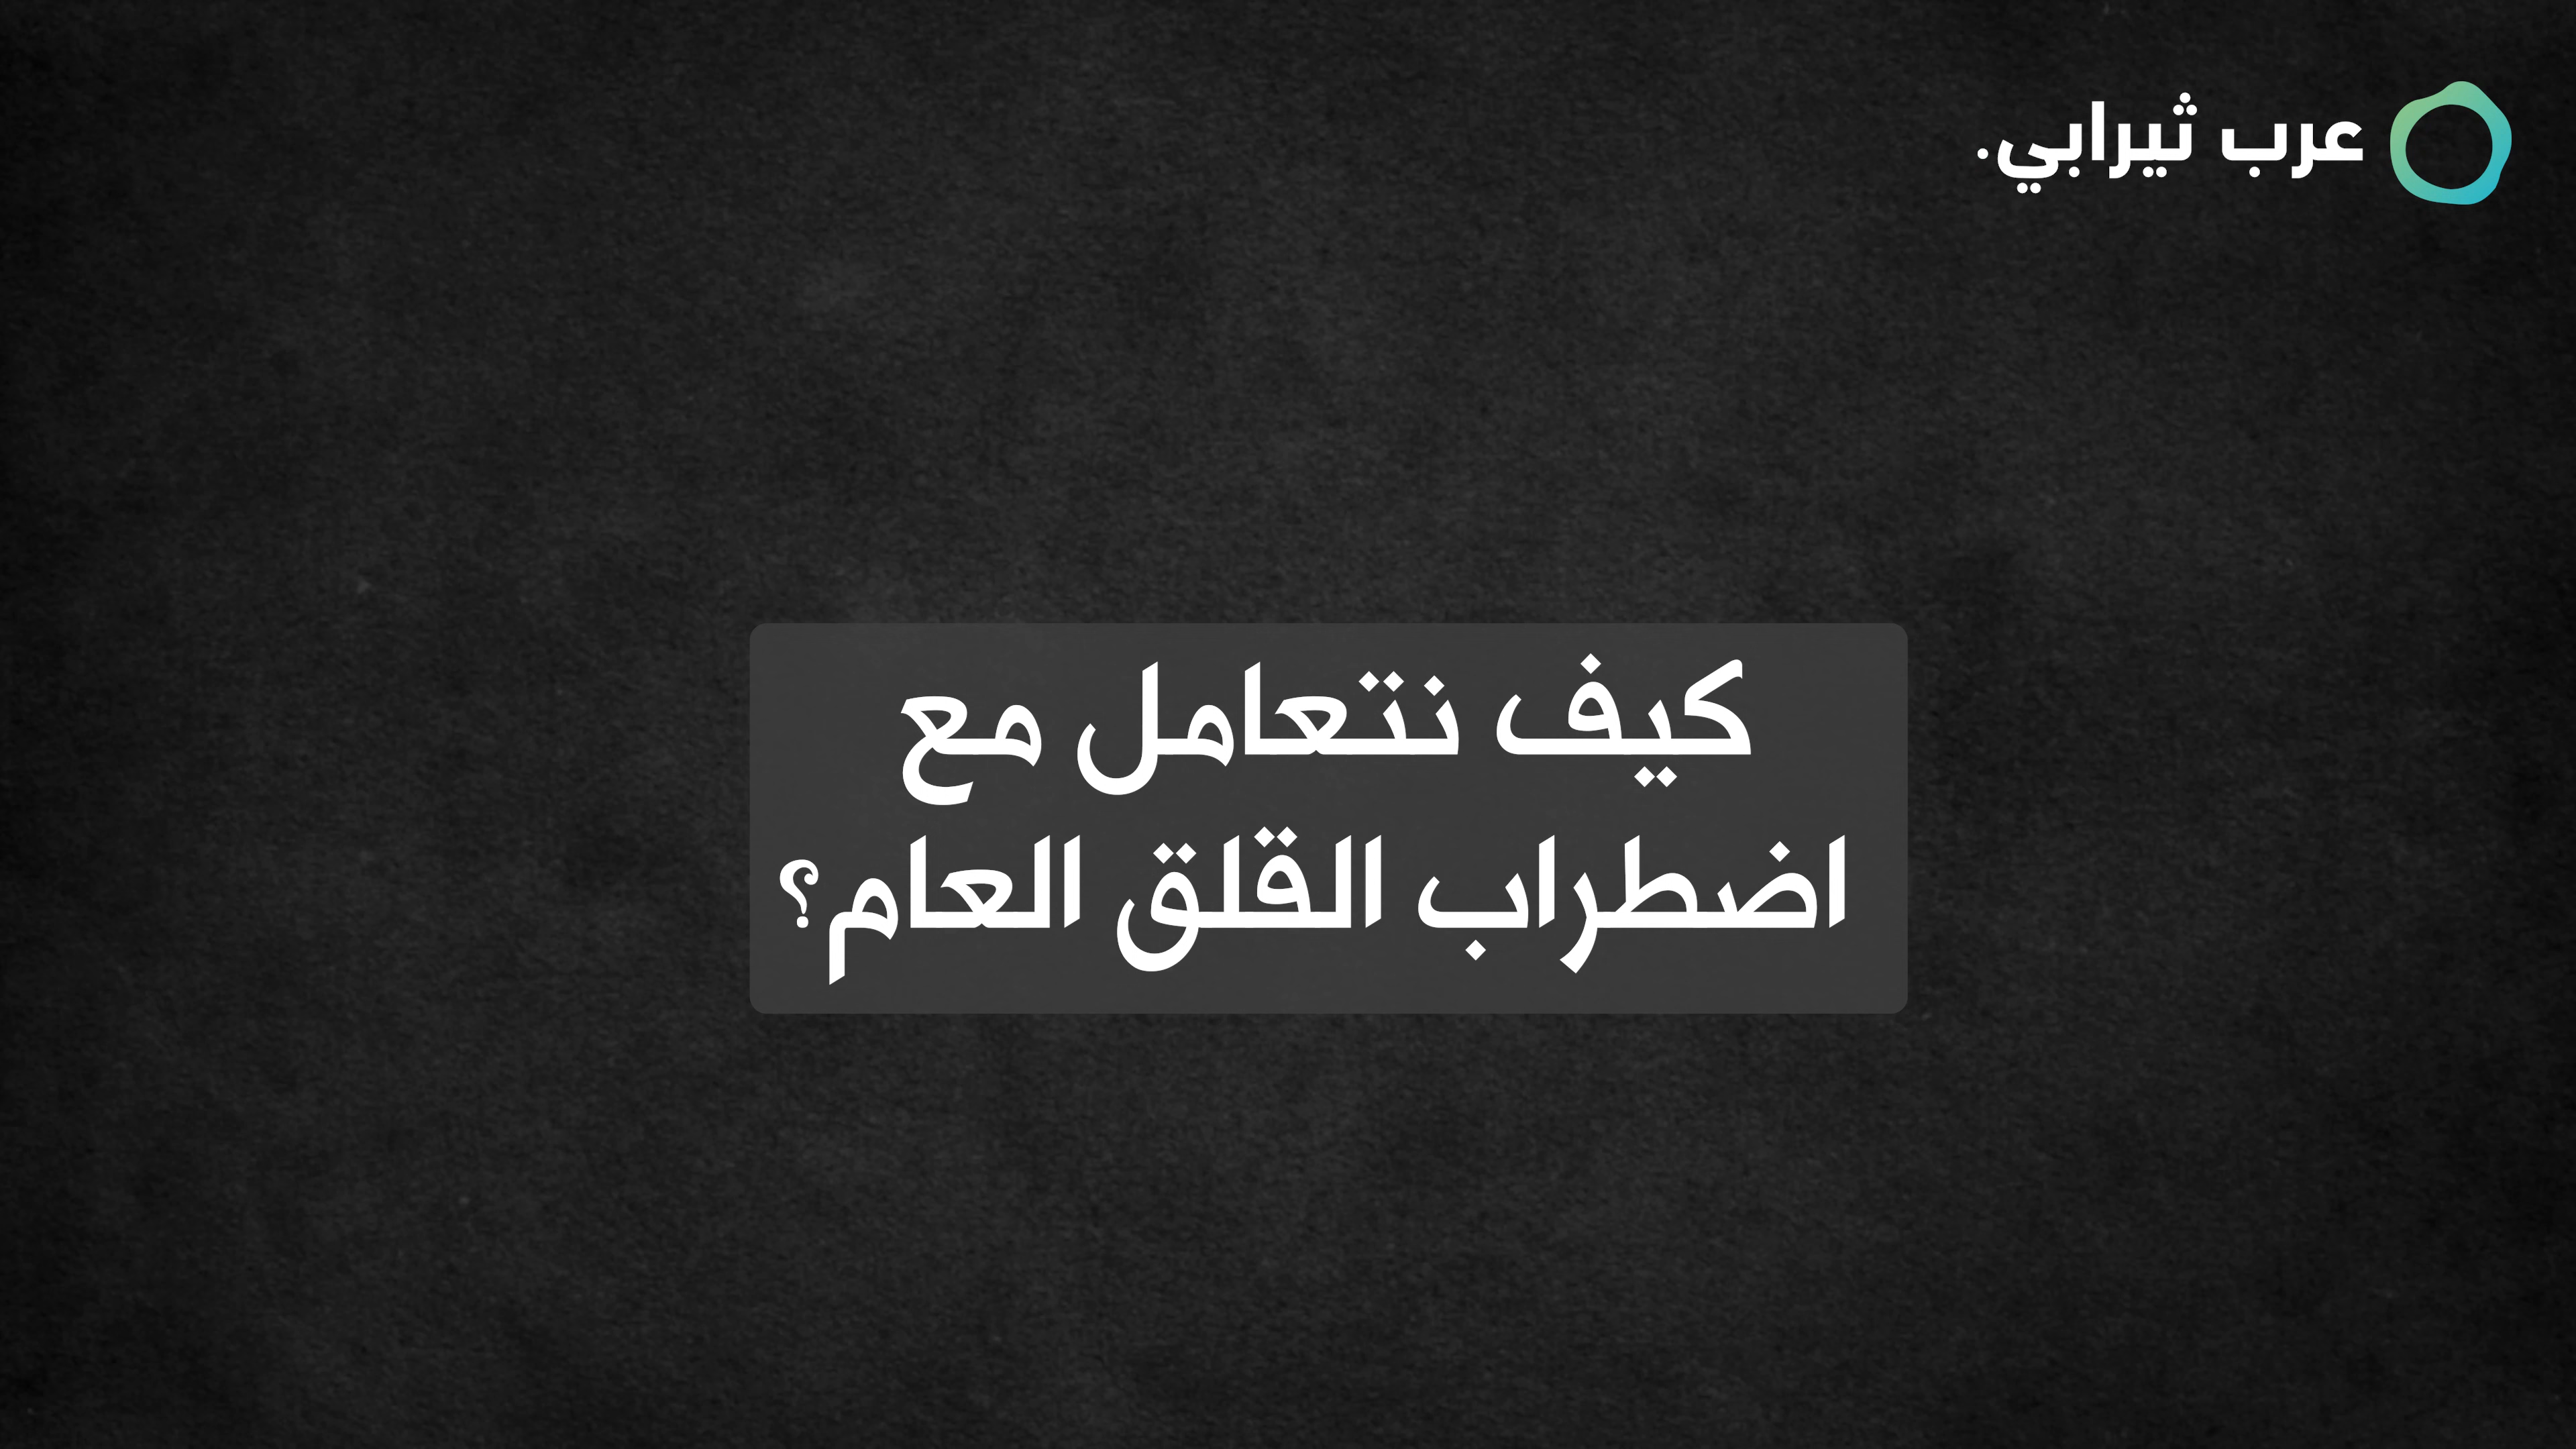 عرب ثيرابي.
كيف نتعامل مع
اضطراب القلق العام؟